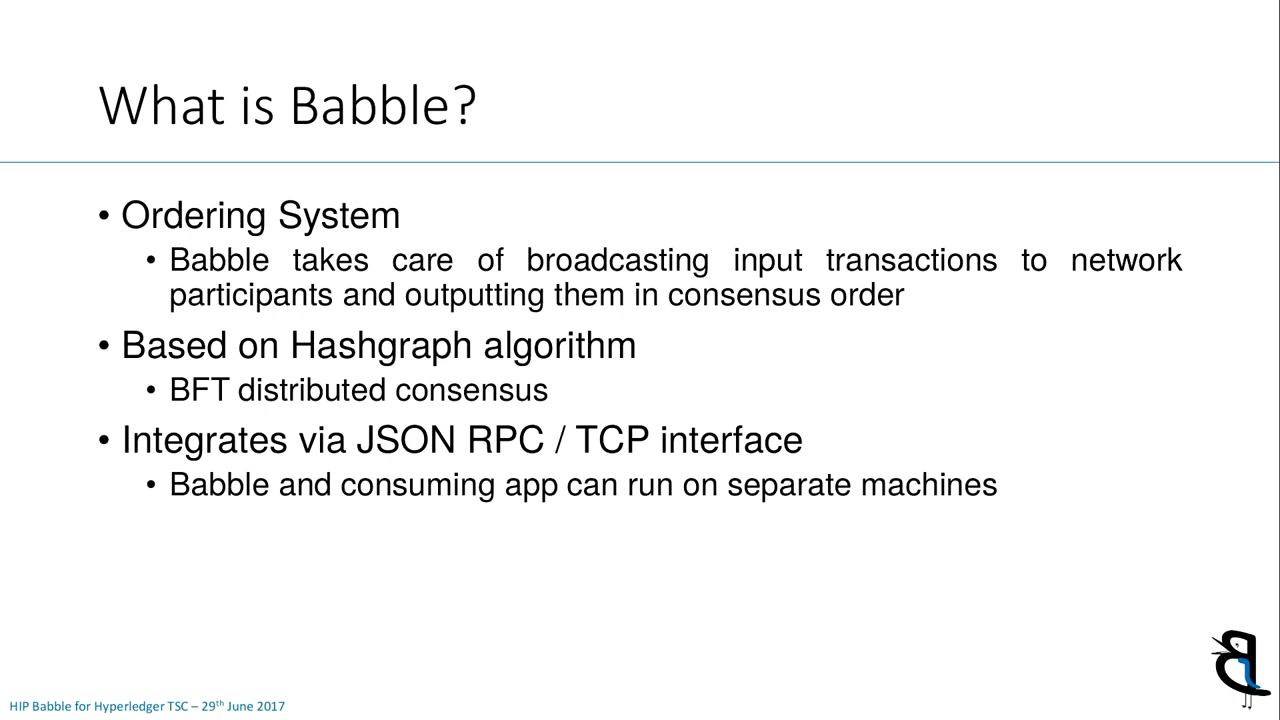 What is Babble?
• Ordering System
• Babble takes care of broadcasting input transactions to network
participants and outputting them in consensus order
• Based on Hashgraph algorithm
• BFT distributed consensus
• Integrates via JSON RPC / TCP interface
• Babble and consuming app can run on separate machines
HIP Babble for Hyperledger TSC – 29th June 2017